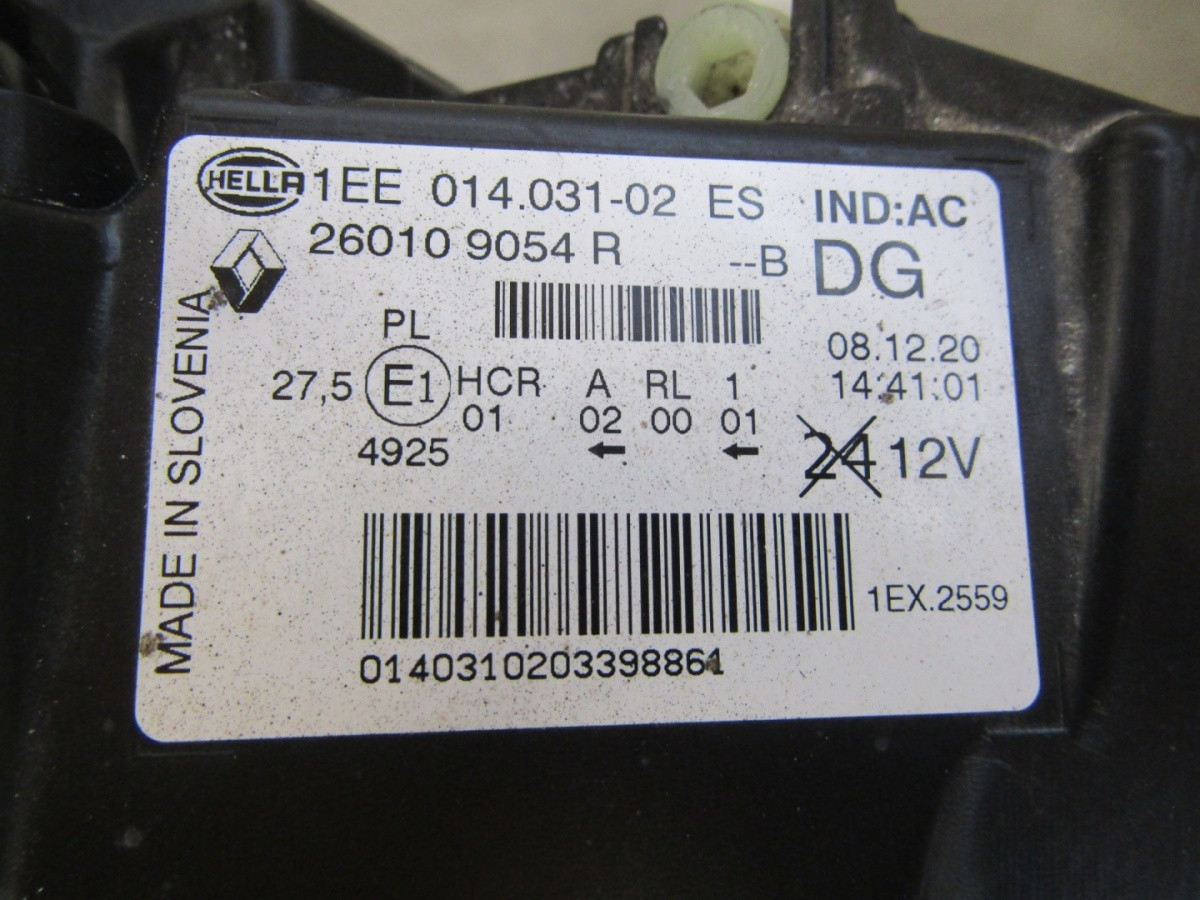 HELLA 1EE 014.031-02 ES IND:AC
26010 9054 R --B DG
MADE IN SLOVENIA
PL
08.12.20
27,5 E1 HCR A RL 1 14:41:01
01 02 00 01
4925 ← ← 24 12V
1EX.2559
0140310203398861